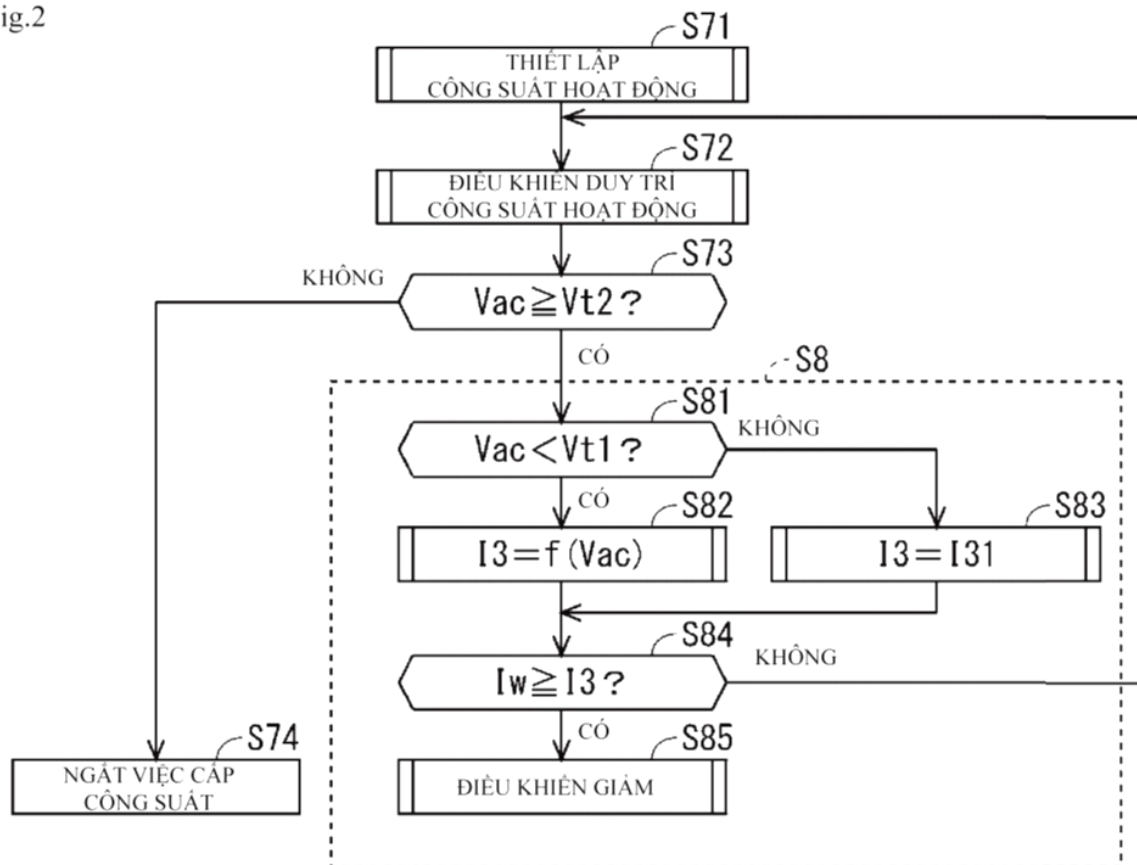 ig.2
S71
THIẾT LẬP
CÔNG SUẤT HOẠT ĐỘNG
S72
ĐIỀU KHIỂN DUY TRÌ
CÔNG SUẤT HOẠT ĐỘNG
S73
KHÔNG
Vac≧Vt2?
CÓ
S8
S81
Vac<Vt1?
KHÔNG
CÓ
S82
I3=f(Vac)
S83
I3=I31
S84
Iw≧I3?
KHÔNG
CÓ
S74
NGẮT VIỆC CẤP
CÔNG SUẤT
S85
ĐIỀU KHIỂN GIẢM